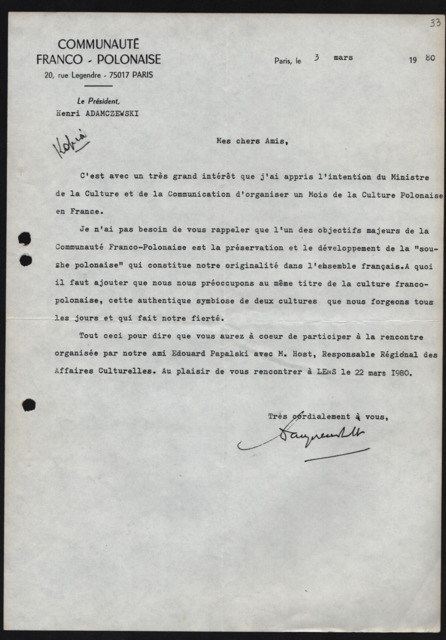 33
COMMUNAUTÉ
FRANCO - POLONAISE
20, rue Legendre - 75017 PARIS
Paris, le 3 mars 19 80
Le Président,
Henri ADAMCZEWSKI
Kopia
Mes chers Amis,
C'est avec un très grand intérêt que j'ai appris l'intention du Ministre
de la Culture et de la Communication d'organiser un Mois de la Culture Polonaise
en France.
Je n'ai pas besoin de vous rappeler que l'un des objectifs majeurs de la
Communauté Franco-Polonaise est la préservation et le développement de la "sou-
che polonaise" qui constitue notre originalité dans l'ensemble français.A quoi
il faut ajouter que nous nous préoccupons au même titre de la culture franco-
polonaise, cette authentique symbiose de deux cultures que nous forgeons tous
les jours et qui fait notre fierté.
Tout ceci pour dire que vous aurez à coeur de participer à la rencontre
organisée par notre ami Edouard Papalski avec M. Host, Responsable Régional des
Affaires Culturelles. Au plaisir de vous rencontrer à LENS le 22 mars 1980.
Très cordialement à vous,